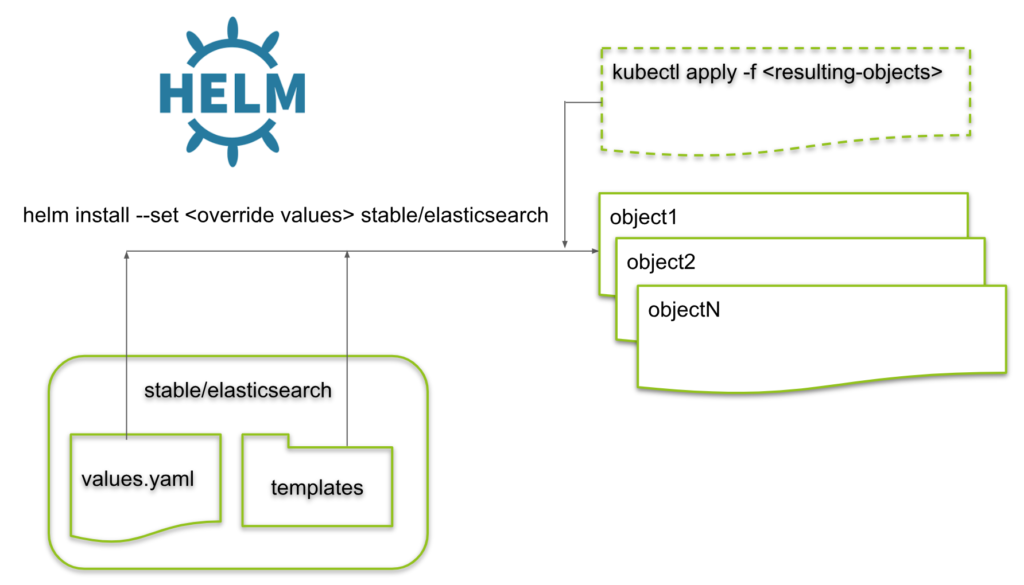 HELM
kubectl apply -f <resulting-objects>
helm install --set <override values> stable/elasticsearch
object1
object2
objectN
stable/elasticsearch
values.yaml
templates